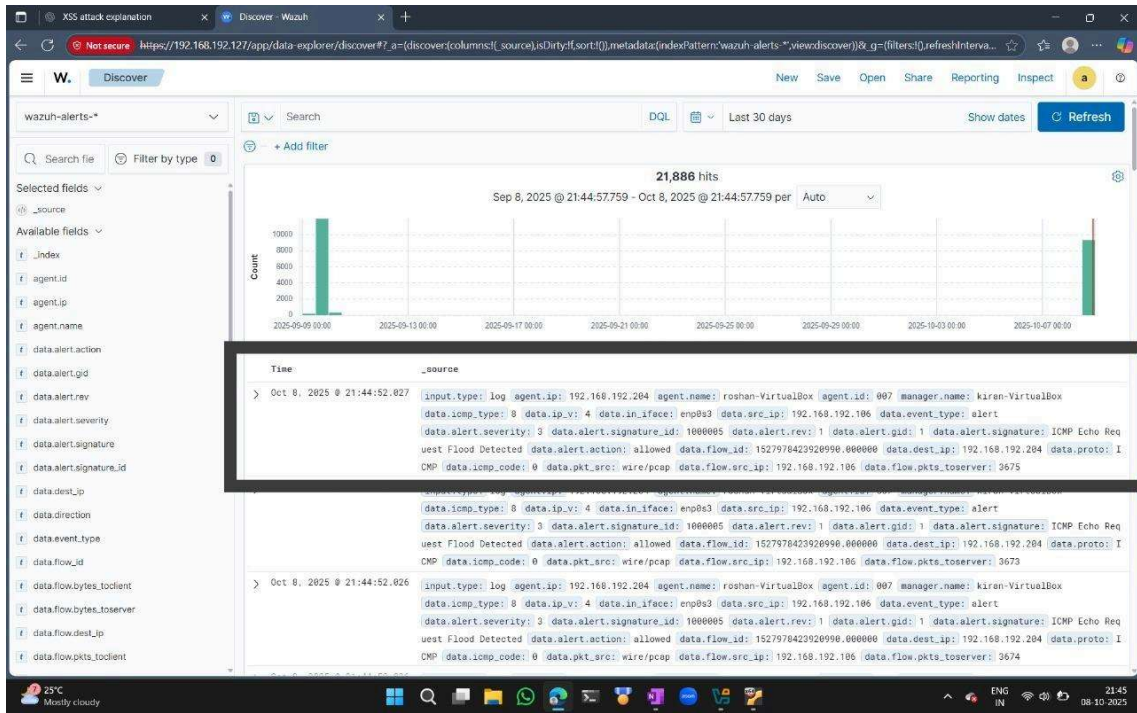 XSS attack explanation
Discover - Wazuh
Not secure https://192.168.192.127/app/data-explorer/discover#?_a=(discover:(columns:!(_source),isDirty:!f,sort:!()),metadata:(indexPattern:'wazuh-alerts-*',view:discover))&_g=(filters:!(),refreshInterva...
W. Discover New Save Open Share Reporting Inspect a
wazuh-alerts-* Search DQL Last 30 days Show dates Refresh
Search fie Filter by type 0 + Add filter
21,886 hits
Sep 8, 2025 @ 21:44:57.759 - Oct 8, 2025 @ 21:44:57.759 per Auto
Selected fields
_source
Available fields
_index
agent.id
agent.ip
agent.name
data.alert.action
data.alert.gid
data.alert.rev
data.alert.severity
data.alert.signature
data.alert.signature_id
data.dest_ip
data.direction
data.event_type
data.flow_id
data.flow.bytes_toclient
data.flow.bytes_toserver
data.flow.dest_ip
data.flow.pkts_toclient
Count
10000
8000
6000
4000
2000
0
2025-09-09 00:00 2025-09-13 00:00 2025-09-17 00:00 2025-09-21 00:00 2025-09-25 00:00 2025-09-29 00:00 2025-10-03 00:00 2025-10-07 00:00
Time _source
Oct 8, 2025 @ 21:44:52.027 input.type: log agent.ip: 192.168.192.204 agent.name: roshan-VirtualBox agent.id: 007 manager.name: kiren-VirtualBox
data.icmp_type: 8 data.ip_v: 4 data.in_iface: enp0s3 data.src_ip: 192.168.192.106 data.event_type: alert
data.alert.severity: 3 data.alert.signature_id: 1000005 data.alert.rev: 1 data.alert.gid: 1 data.alert.signature: ICMP Echo Req
uest Flood Detected data.alert.action: allowed data.flow_id: 1527978423920990.000000 data.dest_ip: 192.168.192.204 data.proto: I
CMP data.icmp_code: 0 data.pkt_src: wire/pcap data.flow.src_ip: 192.168.192.106 data.flow.pkts_toserver: 3675
data.icmp_type: 8 data.ip_v: 4 data.in_iface: enp0s3 data.src_ip: 192.168.192.106 data.event_type: alert
data.alert.severity: 3 data.alert.signature_id: 1000005 data.alert.rev: 1 data.alert.gid: 1 data.alert.signature: ICMP Echo Req
uest Flood Detected data.alert.action: allowed data.flow_id: 1527978423920990.000000 data.dest_ip: 192.168.192.204 data.proto: I
CMP data.icmp_code: 0 data.pkt_src: wire/pcap data.flow.src_ip: 192.168.192.106 data.flow.pkts_toserver: 3673
Oct 8, 2025 @ 21:44:52.026 input.type: log agent.ip: 192.168.192.204 agent.name: roshan-VirtualBox agent.id: 007 manager.name: kiren-VirtualBox
data.icmp_type: 8 data.ip_v: 4 data.in_iface: enp0s3 data.src_ip: 192.168.192.106 data.event_type: alert
data.alert.severity: 3 data.alert.signature_id: 1000005 data.alert.rev: 1 data.alert.gid: 1 data.alert.signature: ICMP Echo Req
uest Flood Detected data.alert.action: allowed data.flow_id: 1527978423920990.000000 data.dest_ip: 192.168.192.204 data.proto: I
CMP data.icmp_code: 0 data.pkt_src: wire/pcap data.flow.src_ip: 192.168.192.106 data.flow.pkts_toserver: 3674
25°C
Mostly cloudy
ENG
IN
21:45
08-10-2025